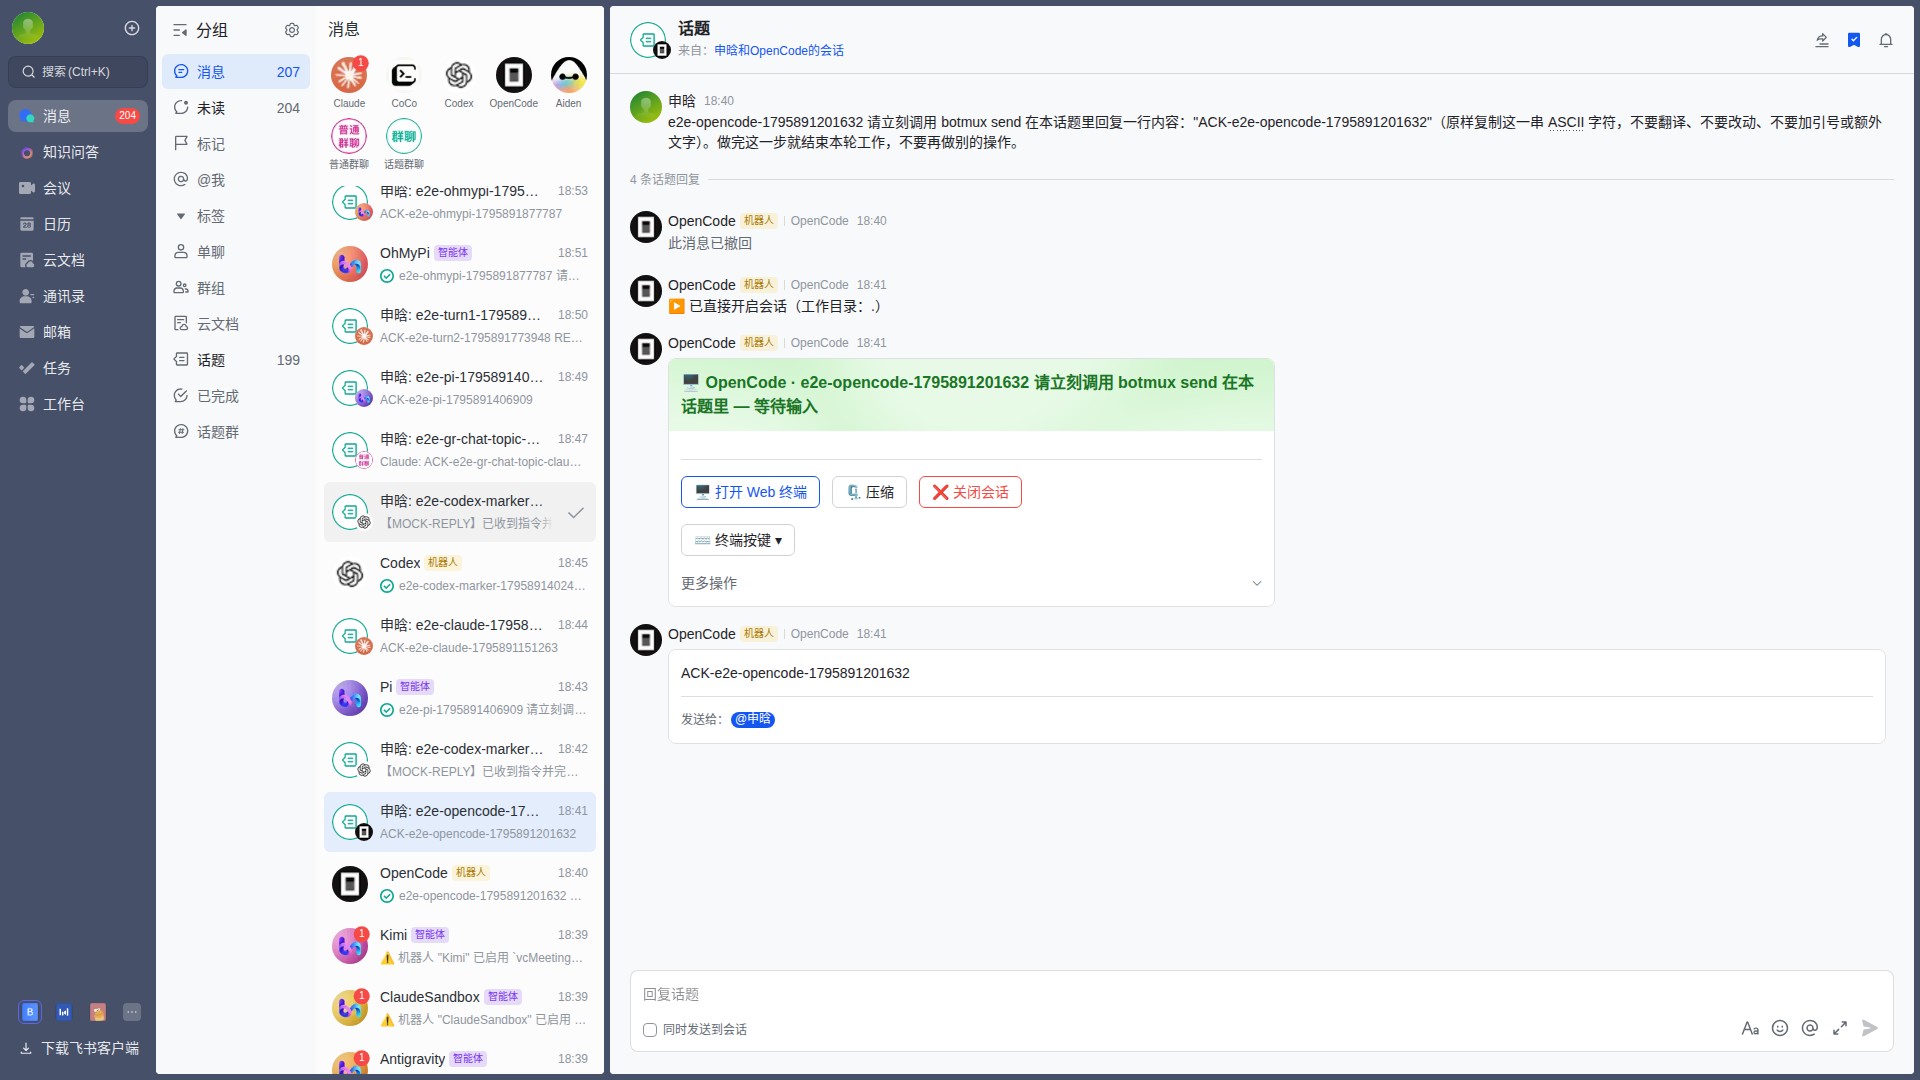 搜索 (Ctrl+K)
消息
204
知识问答
会议
日历
云文档
通讯录
邮箱
任务
工作台
下载飞书客户端
分组
消息 207
未读 204
标记
@我
标签
单聊
群组
云文档
话题 199
已完成
话题群
消息
1
Claude
CoCo
Codex
OpenCode
Aiden
普通
群聊
普通群聊
群聊
话题群聊
申晗: e2e-ohmypi-1795... 18:53
ACK-e2e-ohmypi-1795891877787
OhMyPi 智能体 18:51
e2e-ohmypi-1795891877787 请...
申晗: e2e-turn1-179589... 18:50
ACK-e2e-turn2-1795891773948 RE...
申晗: e2e-pi-179589140... 18:49
ACK-e2e-pi-1795891406909
申晗: e2e-gr-chat-topic-... 18:47
Claude: ACK-e2e-gr-chat-topic-clau...
申晗: e2e-codex-marker...
【MOCK-REPLY】已收到指令并
Codex 机器人 18:45
e2e-codex-marker-17958914024...
申晗: e2e-claude-17958... 18:44
ACK-e2e-claude-1795891151263
Pi 智能体 18:43
e2e-pi-1795891406909 请立刻调...
申晗: e2e-codex-marker... 18:42
【MOCK-REPLY】已收到指令并完...
申晗: e2e-opencode-17... 18:41
ACK-e2e-opencode-1795891201632
OpenCode 机器人 18:40
e2e-opencode-1795891201632 ...
1
Kimi 智能体 18:39
机器人 "Kimi" 已启用 `vcMeeting...
1
ClaudeSandbox 智能体 18:39
机器人 "ClaudeSandbox" 已启用 ...
1
Antigravity 智能体 18:39
话题
来自：申晗和OpenCode的会话
申晗 18:40
e2e-opencode-1795891201632 请立刻调用 botmux send 在本话题里回复一行内容："ACK-e2e-opencode-1795891201632"（原样复制这一串 ASCII 字符，不要翻译、不要改动、不要加引号或额外
文字）。做完这一步就结束本轮工作，不要再做别的操作。
4 条话题回复
OpenCode 机器人 OpenCode 18:40
此消息已撤回
OpenCode 机器人 OpenCode 18:41
▶️ 已直接开启会话（工作目录：.）
OpenCode 机器人 OpenCode 18:41
OpenCode · e2e-opencode-1795891201632 请立刻调用 botmux send 在本
话题里 — 等待输入
打开 Web 终端
压缩
关闭会话
终端按键 ▾
更多操作
OpenCode 机器人 OpenCode 18:41
ACK-e2e-opencode-1795891201632
发送给： @申晗
回复话题
同时发送到会话